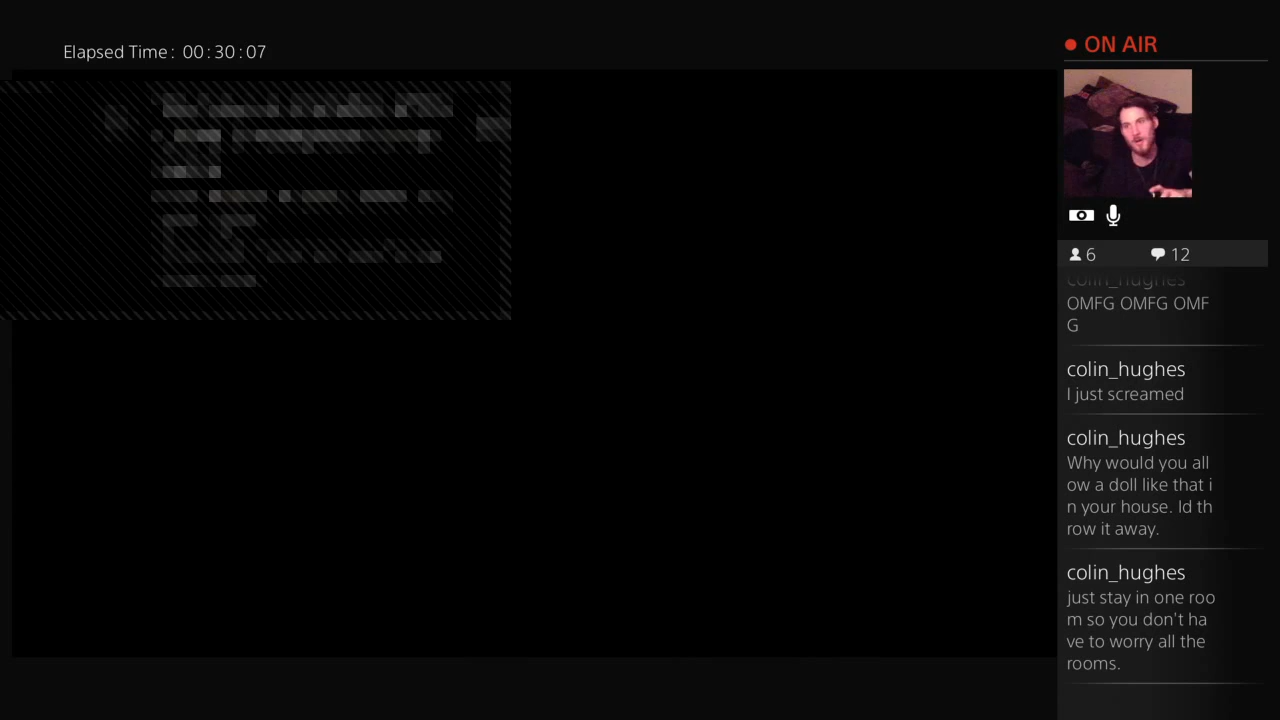 Elapsed Time: 00:30:07
ON AIR
6 12
colin_hughes
OMFG OMFG OMF
G
colin_hughes
I just screamed
colin_hughes
Why would you all
ow a doll like that i
n your house. Id th
row it away.
colin_hughes
just stay in one roo
m so you don't ha
ve to worry all the
rooms.